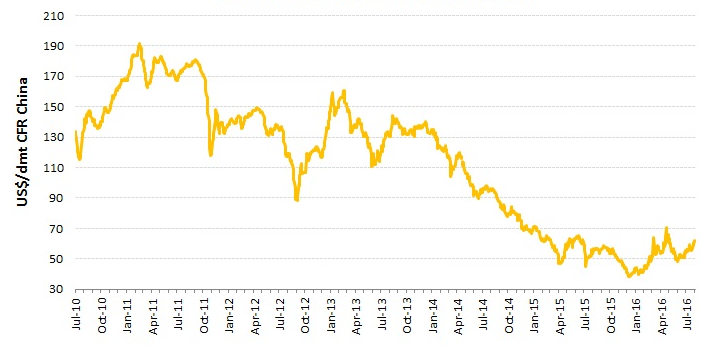 US$/dmt CFR China
210
190
170
150
130
110
90
70
50
30
Jul-10
Oct-10
Jan-11
Apr-11
Jul-11
Oct-11
Jan-12
Apr-12
Jul-12
Oct-12
Jan-13
Apr-13
Jul-13
Oct-13
Jan-14
Apr-14
Jul-14
Oct-14
Jan-15
Apr-15
Jul-15
Oct-15
Jan-16
Apr-16
Jul-16